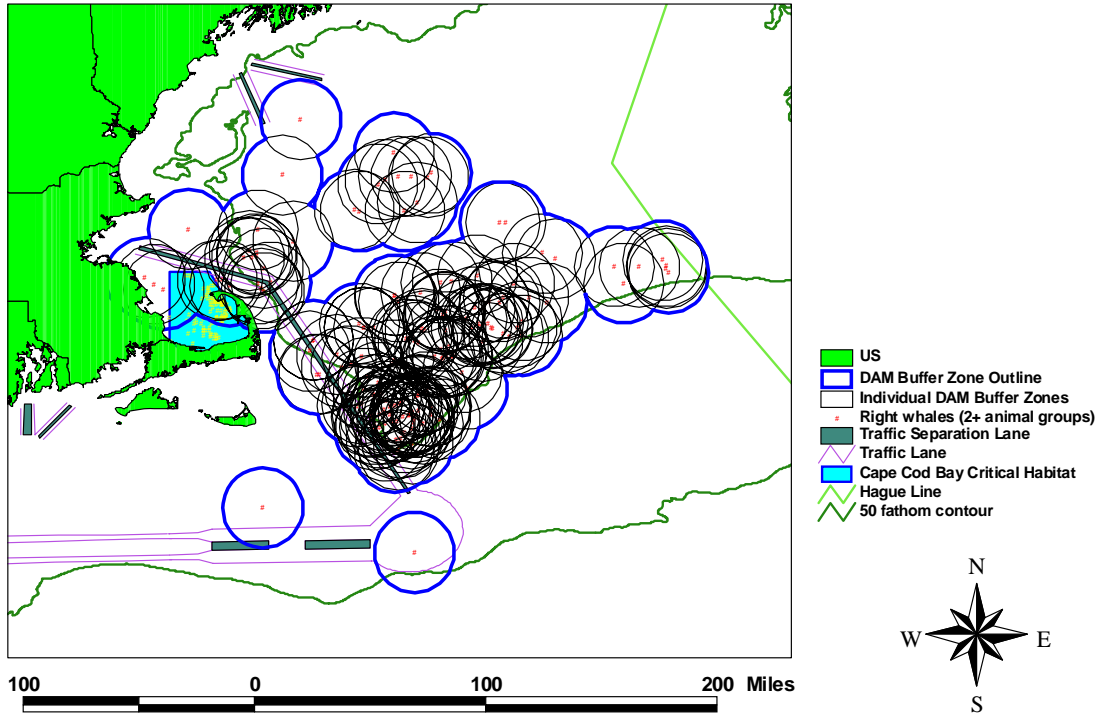 US
DAM Buffer Zone Outline
Individual DAM Buffer Zones
Right whales (2+ animal groups)
Traffic Separation Lane
Traffic Lane
Cape Cod Bay Critical Habitat
Hague Line
50 fathom contour
N
W E
S
100 0 100 200 Miles